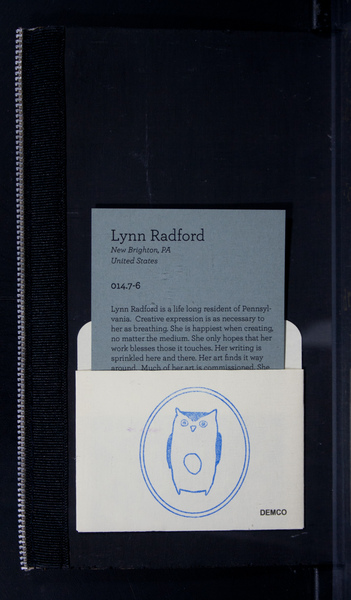 Lynn Radford
New Brighton, PA
United States
014.7-6
Lynn Radford is a life long resident of Pennsyl-
vania. Creative expression is as necessary to
her as breathing. She is happiest when creating,
no matter the medium. She only hopes that her
work blesses those it touches. Her writing is
sprinkled here and there. Her art finds it way
around. Much of her art is commissioned. She
DEMCO